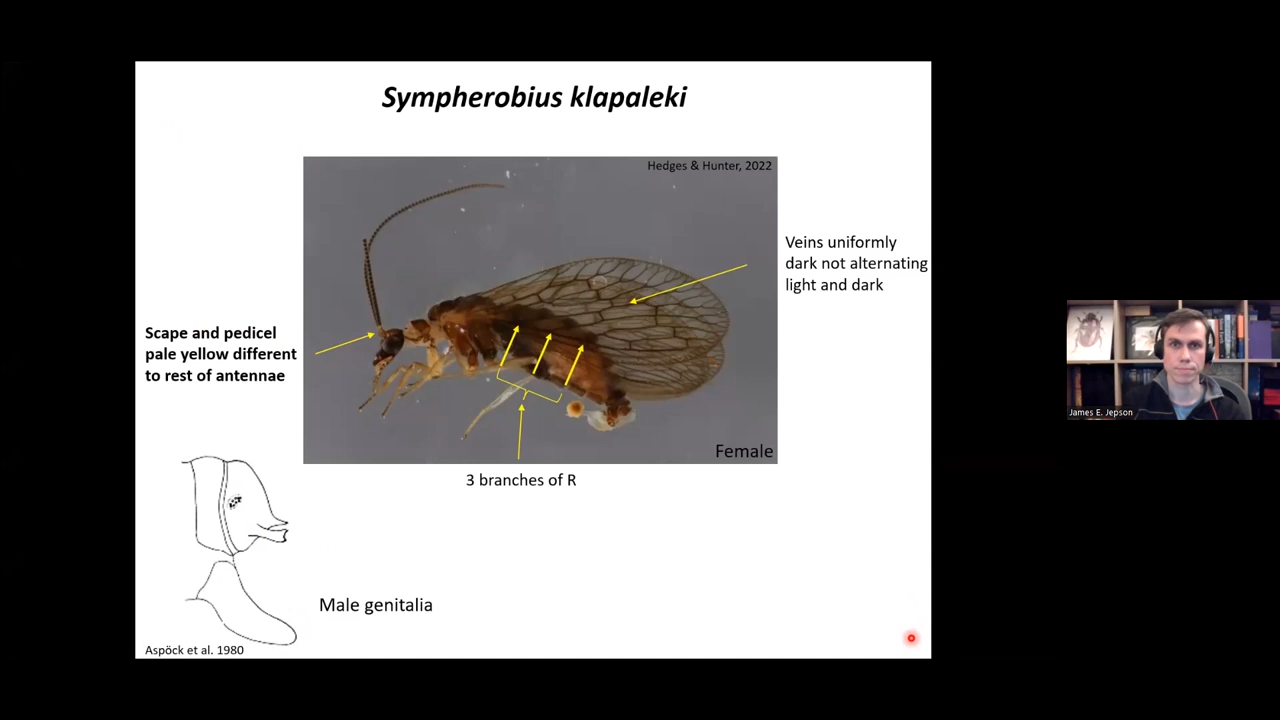 Sympherobius klapaleki
Hedges & Hunter, 2022
Veins uniformly
dark not alternating
light and dark
Scape and pedicel
pale yellow different
to rest of antennae
Female
3 branches of R
Male genitalia
Aspöck et al. 1980
James E. Jepson